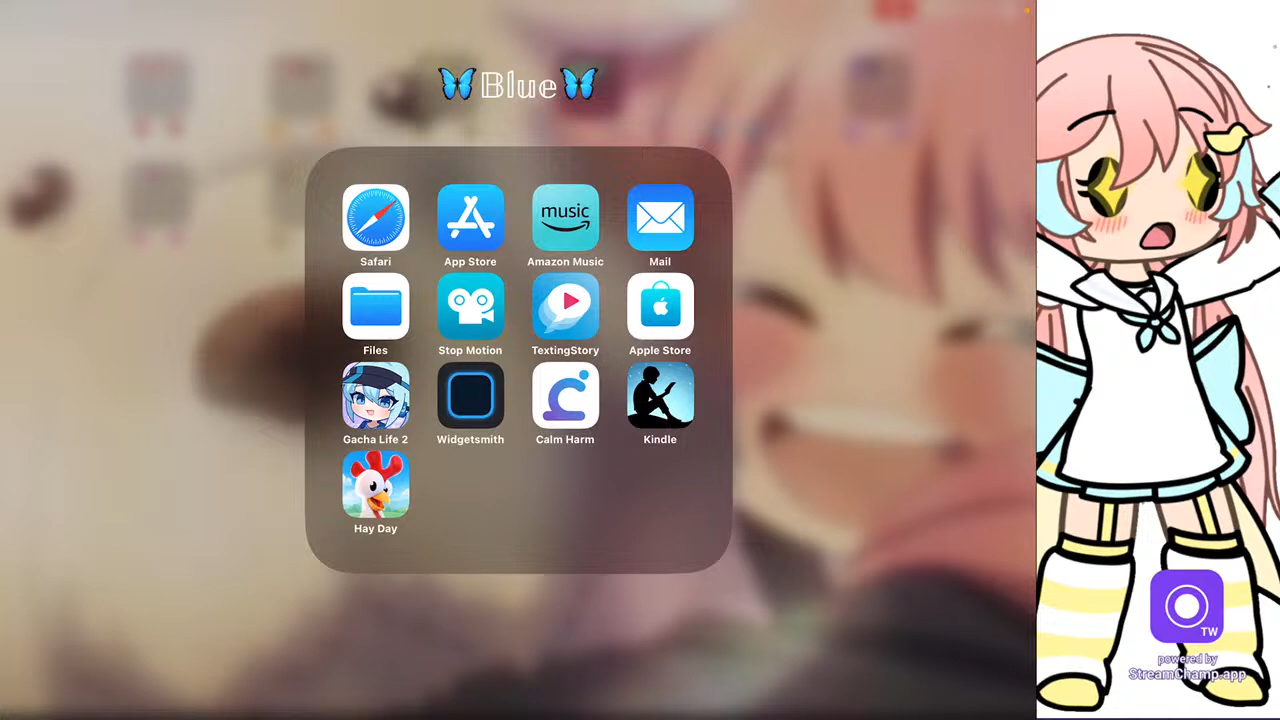 🦋𝔹𝕝𝕦𝕖🦋
music
Safari
App Store
Amazon Music
Mail
Files
Stop Motion
TextingStory
Apple Store
Gacha Life 2
Widgetsmith
Calm Harm
Kindle
Hay Day
TW
powered by
StreamChamp.app